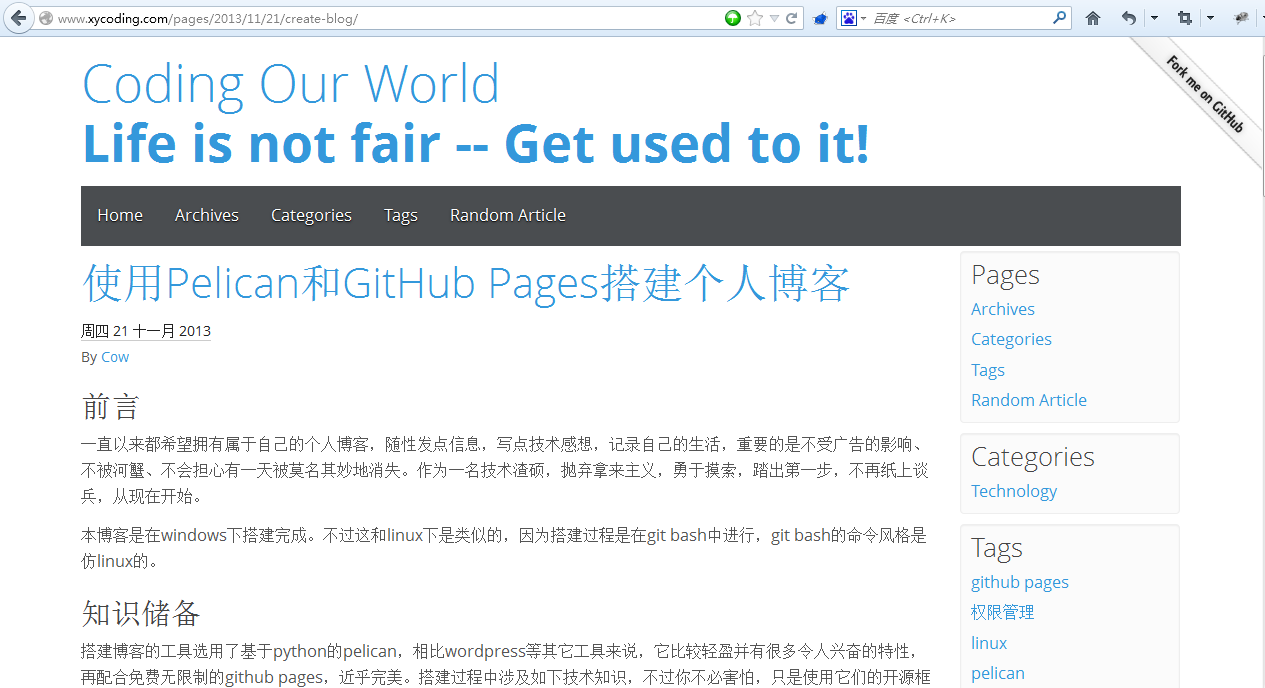 www.xycoding.com/pages/2013/11/21/create-blog/
百度 <Ctrl+K>
Fork me on GitHub
Coding Our World
Life is not fair -- Get used to it!
Home Archives Categories Tags Random Article
使用Pelican和GitHub Pages搭建个人博客
周四 21 十一月 2013
By Cow
前言
一直以来都希望拥有属于自己的个人博客，随性发点信息，写点技术感想，记录自己的生活，重要的是不受广告的影响、
不被河蟹、不会担心有一天被莫名其妙地消失。作为一名技术渣硕，抛弃拿来主义，勇于摸索，踏出第一步，不再纸上谈
兵，从现在开始。
本博客是在windows下搭建完成。不过这和linux下是类似的，因为搭建过程是在git bash中进行，git bash的命令风格是
仿linux的。
知识储备
搭建博客的工具选用了基于python的pelican，相比wordpress等其它工具来说，它比较轻盈并有很多令人兴奋的特性，
再配合免费无限制的github pages，近乎完美。搭建过程中涉及如下技术知识，不过你不必害怕，只是使用它们的开源框
Pages
Archives
Categories
Tags
Random Article
Categories
Technology
Tags
github pages
权限管理
linux
pelican